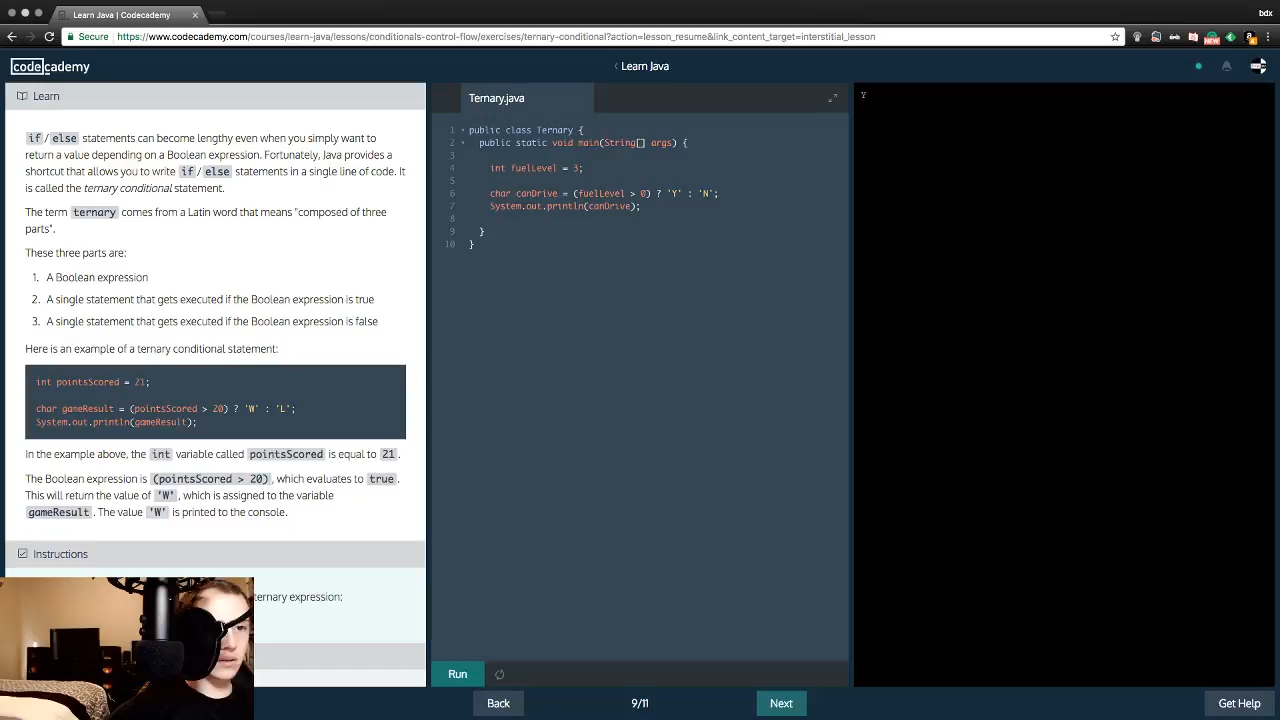 Learn Java | Codecademy
bdx
Secure
https://www.codecademy.com/courses/learn-java/lessons/conditionals-control-flow/exercises/ternary-conditional?action=lesson_resume&link_content_target=interstitial_lesson
codecademy
Learn Java
Learn
if/else statements can become lengthy even when you simply want to
return a value depending on a Boolean expression. Fortunately, Java provides a
shortcut that allows you to write if/else statements in a single line of code. It
is called the ternary conditional statement.
The term ternary comes from a Latin word that means "composed of three
parts".
These three parts are:
1. A Boolean expression
2. A single statement that gets executed if the Boolean expression is true
3. A single statement that gets executed if the Boolean expression is false
Here is an example of a ternary conditional statement:
int pointsScored = 21;
char gameResult = (pointsScored > 20) ? 'W' : 'L';
System.out.println(gameResult);
In the example above, the int variable called pointsScored is equal to 21.
The Boolean expression is (pointsScored > 20), which evaluates to true.
This will return the value of 'W', which is assigned to the variable
gameResult. The value 'W' is printed to the console.
Instructions
ternary expression:
Ternary.java
1 public class Ternary {
2 public static void main(String[] args) {
3
4 int fuelLevel = 3;
5
6 char canDrive = (fuelLevel > 0) ? 'Y' : 'N';
7 System.out.println(canDrive);
8
9 }
10 }
Run
Y
Back
9/11
Next
Get Help